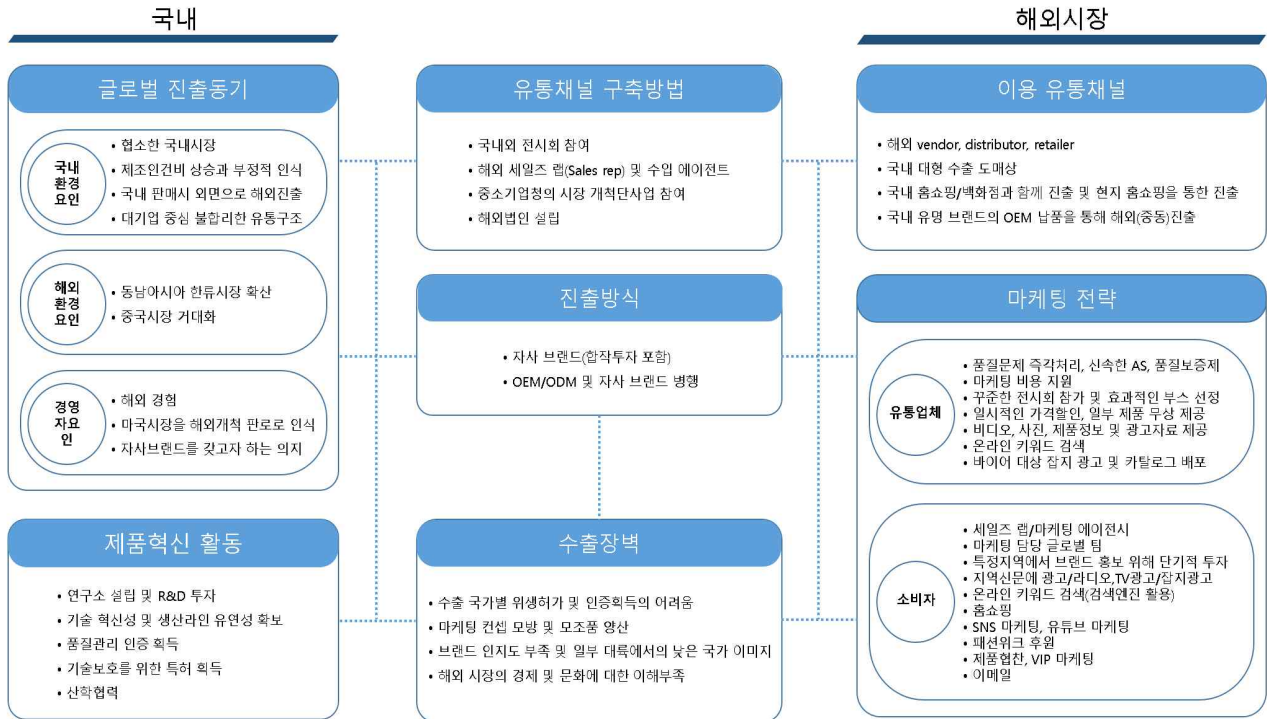 국내
해외시장
글로벌 진출동기
국내
환경
요인
• 협소한 국내시장
• 제조인건비 상승과 부정적 인식
• 국내 판매시 외면으로 해외진출
• 대기업 중심 불합리한 유통구조
해외
환경
요인
• 동남아시아 한류시장 확산
• 중국시장 거대화
경영
자요
인
• 해외 경험
• 미국시장을 해외개척 판로로 인식
• 자사브랜드를 갖고자 하는 의지
제품혁신 활동
• 연구소 설립 및 R&D 투자
• 기술 혁신성 및 생산라인 유연성 확보
• 품질관리 인증 획득
• 기술보호를 위한 특허 획득
• 산학협력
유통채널 구축방법
• 국내외 전시회 참여
• 해외 세일즈 랩(Sales rep) 및 수입 에이전트
• 중소기업청의 시장 개척단사업 참여
• 해외법인 설립
진출방식
• 자사 브랜드(합작투자 포함)
• OEM/ODM 및 자사 브랜드 병행
수출장벽
• 수출 국가별 위생허가 및 인증획득의 어려움
• 마케팅 컨셉 모방 및 모조품 양산
• 브랜드 인지도 부족 및 일부 대륙에서의 낮은 국가 이미지
• 해외 시장의 경제 및 문화에 대한 이해부족
이용 유통채널
• 해외 vendor, distributor, retailer
• 국내 대형 수출 도매상
• 국내 홈쇼핑/백화점과 함께 진출 및 현지 홈쇼핑을 통한 진출
• 국내 유명 브랜드의 OEM 납품을 통해 해외(중동)진출
마케팅 전략
유통업체
• 품질문제 즉각처리, 신속한 AS, 품질보증제
• 마케팅 비용 지원
• 꾸준한 전시회 참가 및 효과적인 부스 선정
• 일시적인 가격할인, 일부 제품 무상 제공
• 비디오, 사진, 제품정보 및 광고자료 제공
• 온라인 키워드 검색
• 바이어 대상 잡지 광고 및 카탈로그 배포
소비자
• 세일즈 랩/마케팅 에이전시
• 마케팅 담당 글로벌 팀
• 특정지역에서 브랜드 홍보 위해 단기적 투자
• 지역신문에 광고/라디오,TV광고/잡지광고
• 온라인 키워드 검색(검색엔진 활용)
• 홈쇼핑
• SNS 마케팅, 유튜브 마케팅
• 패션위크 후원
• 제품협찬, VIP 마케팅
• 이메일